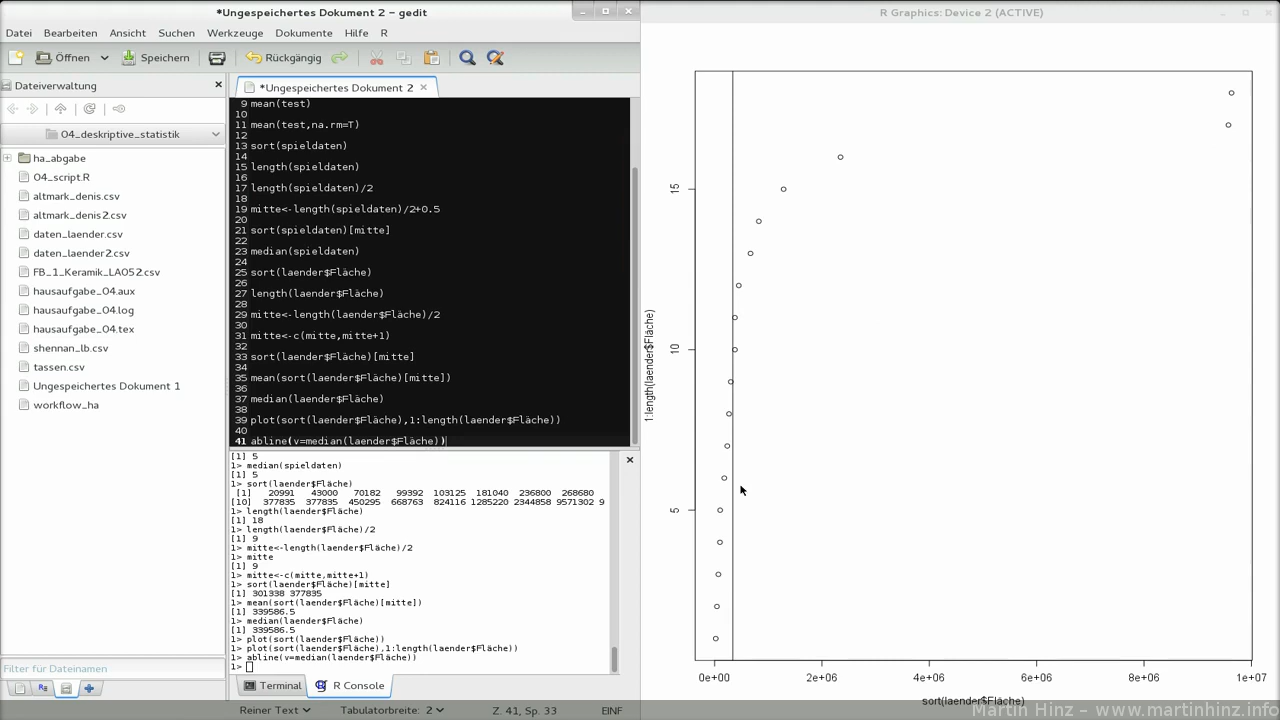 *Ungespeichertes Dokument 2 – gedit
R Graphics: Device 2 (ACTIVE)
Datei Bearbeiten Ansicht Suchen Werkzeuge Dokumente Hilfe R
Öffnen Speichern Rückgängig
Dateiverwaltung
*Ungespeichertes Dokument 2
04_deskriptive_statistik
ha_abgabe
04_script.R
altmark_denis.csv
altmark_denis2.csv
daten_laender.csv
daten_laender2.csv
FB_1_Keramik_LA052.csv
hausaufgabe_04.aux
hausaufgabe_04.log
hausaufgabe_04.tex
shennan_lb.csv
tassen.csv
Ungespeichertes Dokument 1
workflow_ha
Filter für Dateinamen
9 mean(test)
10
11 mean(test,na.rm=T)
12
13 sort(spieldaten)
14
15 length(spieldaten)
16
17 length(spieldaten)/2
18
19 mitte<-length(spieldaten)/2+0.5
20
21 sort(spieldaten)[mitte]
22
23 median(spieldaten)
24
25 sort(laender$Fläche)
26
27 length(laender$Fläche)
28
29 mitte<-length(laender$Fläche)/2
30
31 mitte<-c(mitte,mitte+1)
32
33 sort(laender$Fläche)[mitte]
34
35 mean(sort(laender$Fläche)[mitte])
36
37 median(laender$Fläche)
38
39 plot(sort(laender$Fläche),1:length(laender$Fläche))
40
41 abline(v=median(laender$Fläche))
[1] 5
1> median(spieldaten)
[1] 5
1> sort(laender$Fläche)
[1] 20991 43000 70182 99392 103125 181040 236800 268680
[10] 377835 377835 450295 668763 824116 1285220 2344858 9571302 9
1> length(laender$Fläche)
[1] 18
1> length(laender$Fläche)/2
[1] 9
1> mitte<-length(laender$Fläche)/2
1> mitte
[1] 9
1> mitte<-c(mitte,mitte+1)
1> sort(laender$Fläche)[mitte]
[1] 301338 377835
1> mean(sort(laender$Fläche)[mitte])
[1] 339586.5
1> median(laender$Fläche)
[1] 339586.5
1> plot(sort(laender$Fläche))
1> plot(sort(laender$Fläche),1:length(laender$Fläche))
1> abline(v=median(laender$Fläche))
1>
Terminal R Console
Reiner Text Tabulatorbreite: 2 Z. 41, Sp. 33 EINF
15
10
5
1:length(laender$Fläche)
0e+00 2e+06 4e+06 6e+06 8e+06 1e+07
sort(laender$Fläche)
Martin Hinz – www.martinhinz.info